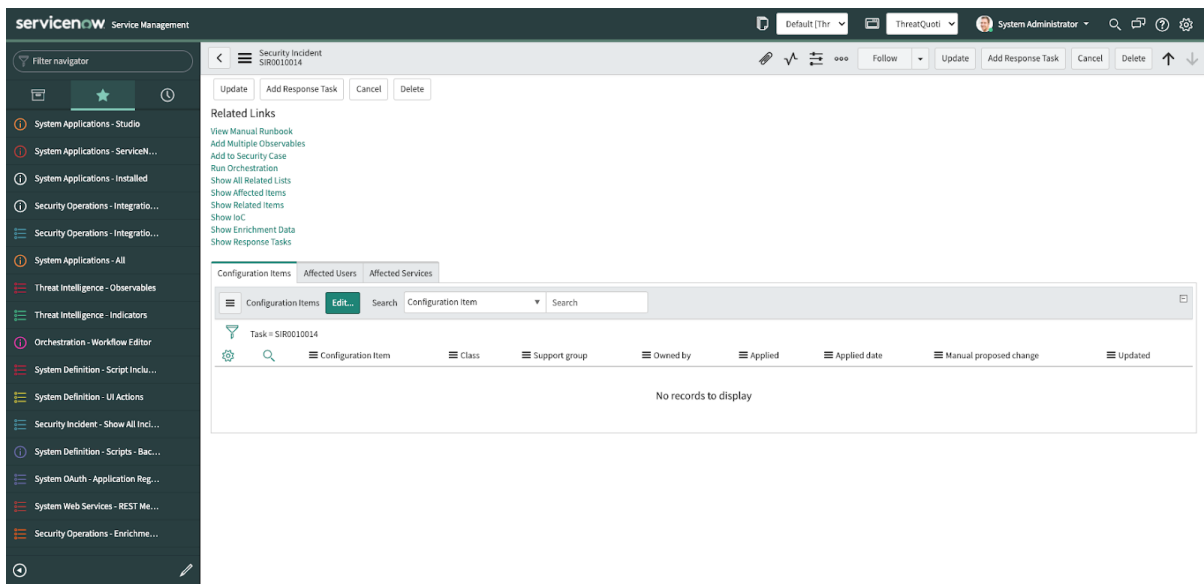 servicenow Service Management
Default [Thr
ThreatQuoti
System Administrator
Filter navigator
System Applications - Studio
System Applications - ServiceN...
System Applications - Installed
Security Operations - Integratio...
Security Operations - Integratio...
System Applications - All
Threat Intelligence - Observables
Threat Intelligence - Indicators
Orchestration - Workflow Editor
System Definition - Script Inclu...
System Definition - UI Actions
Security Incident - Show All Inci...
System Definition - Scripts - Bac...
System OAuth - Application Reg...
System Web Services - REST Me...
Security Operations - Enrichme...
Security Incident
SIR0010014
Follow Update Add Response Task Cancel Delete
Update Add Response Task Cancel Delete
Related Links
View Manual Runbook
Add Multiple Observables
Add to Security Case
Run Orchestration
Show All Related Lists
Show Affected Items
Show Related Items
Show IoC
Show Enrichment Data
Show Response Tasks
Configuration Items Affected Users Affected Services
Configuration Items Edit... Search Configuration Item Search
Task = SIR0010014
Configuration Item Class Support group Owned by Applied Applied date Manual proposed change Updated
No records to display